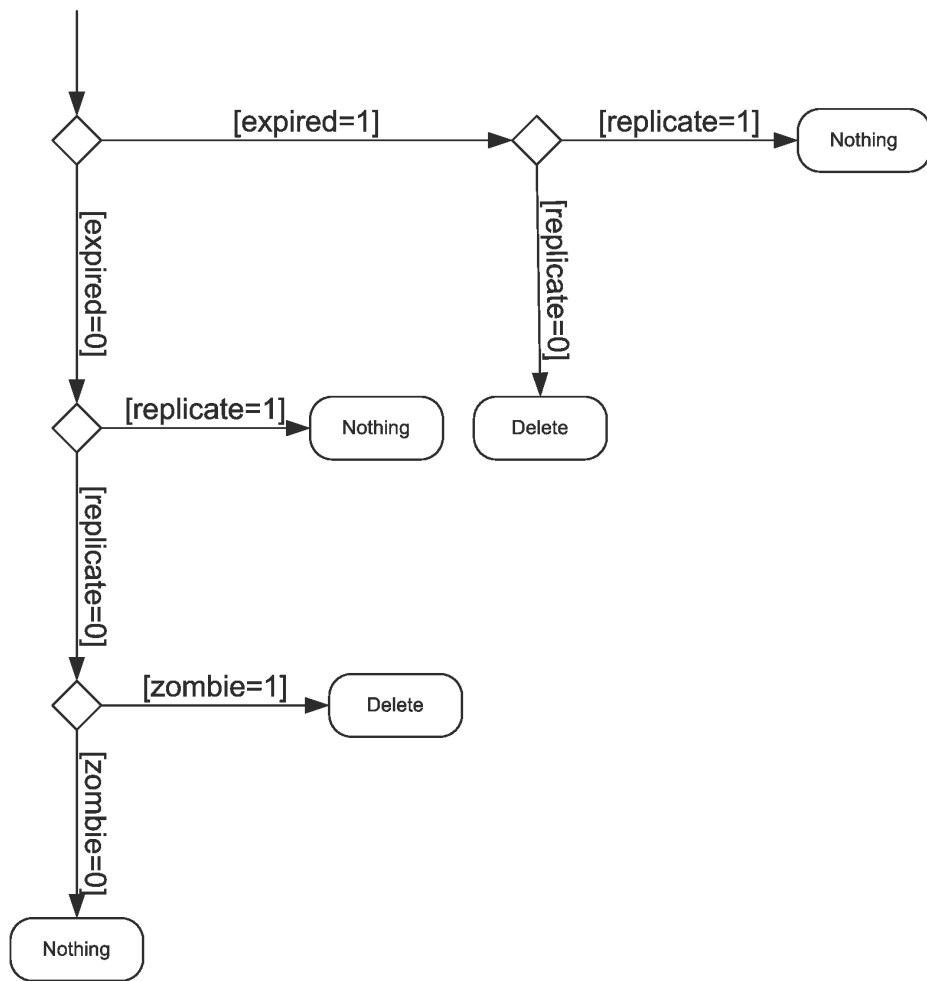 [expired=1]
[replicate=1]
Nothing
[expired=0]
[replicate=0]
[replicate=1]
Nothing
Delete
[replicate=0]
[zombie=1]
Delete
[zombie=0]
Nothing